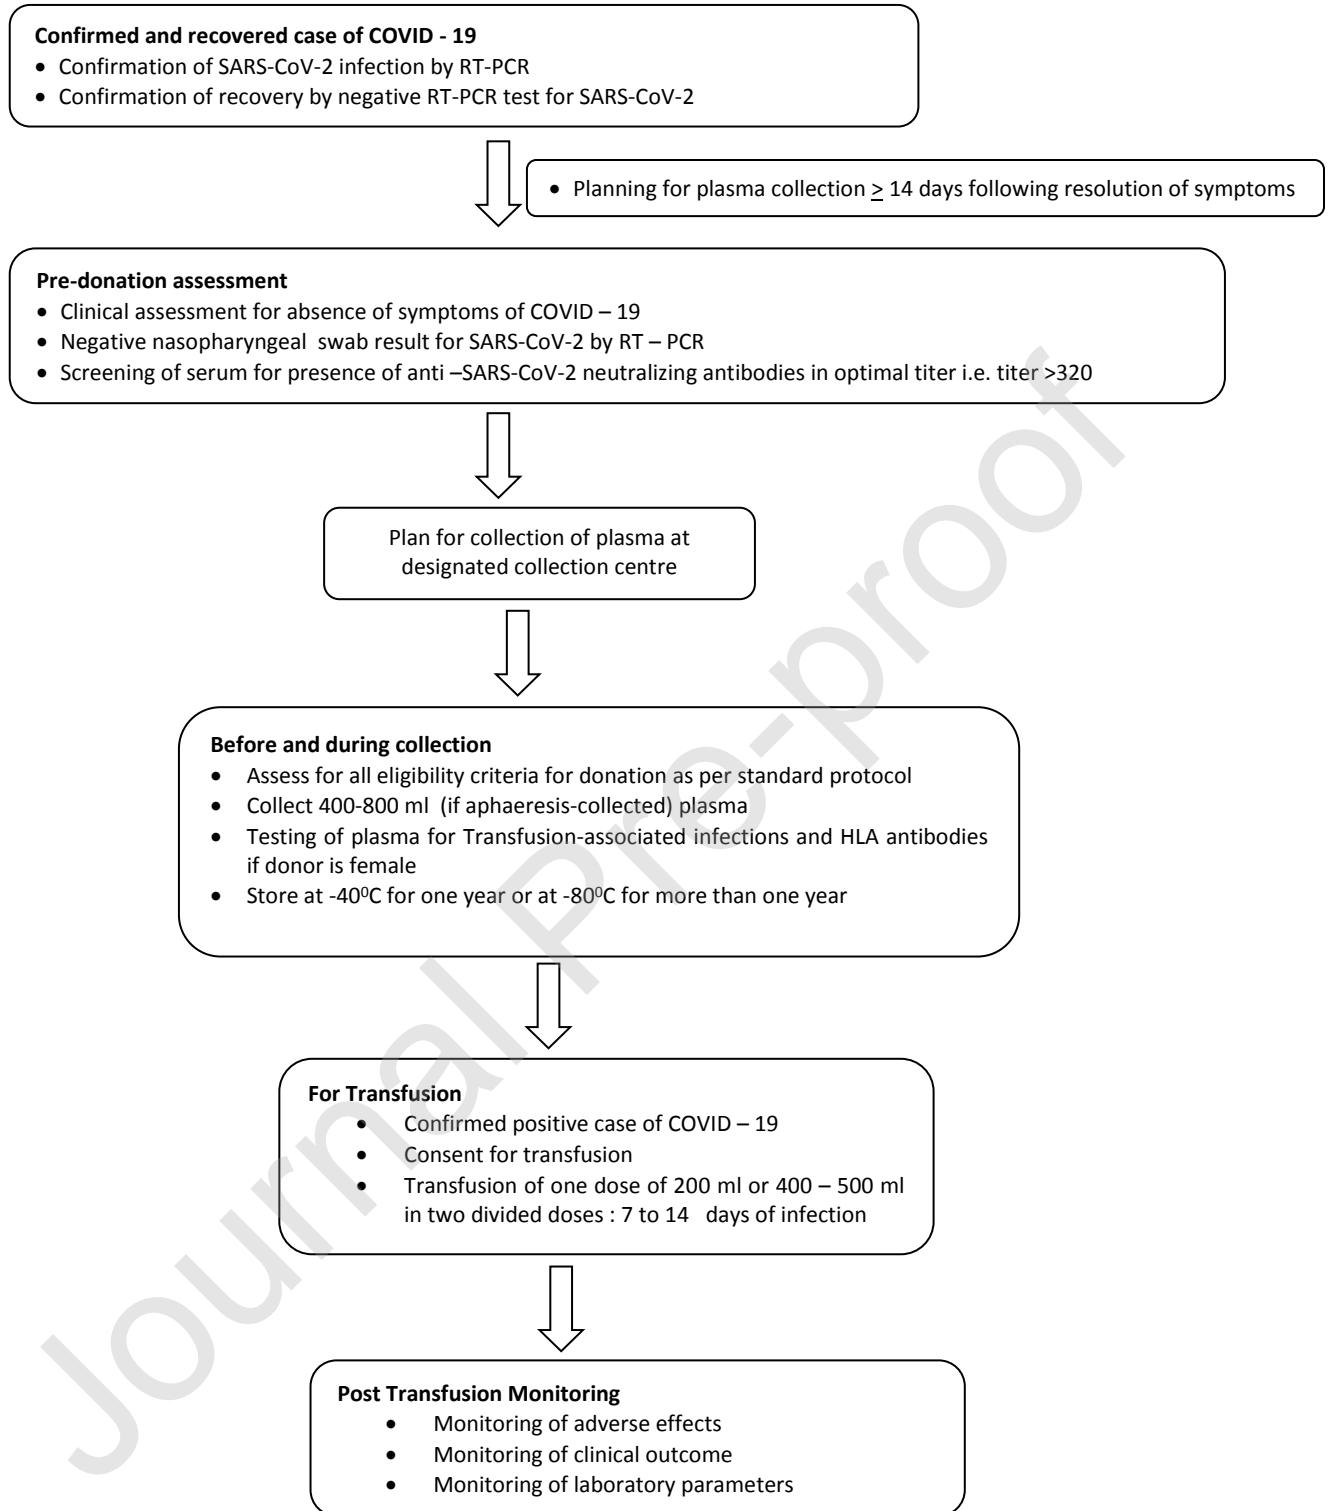 Confirmed and recovered case of COVID - 19
• Confirmation of SARS-CoV-2 infection by RT-PCR
• Confirmation of recovery by negative RT-PCR test for SARS-CoV-2
• Planning for plasma collection ≥ 14 days following resolution of symptoms
Pre-donation assessment
• Clinical assessment for absence of symptoms of COVID – 19
• Negative nasopharyngeal swab result for SARS-CoV-2 by RT – PCR
• Screening of serum for presence of anti –SARS-CoV-2 neutralizing antibodies in optimal titer i.e. titer >320
Plan for collection of plasma at
designated collection centre
Before and during collection
• Assess for all eligibility criteria for donation as per standard protocol
• Collect 400-800 ml (if aphaeresis-collected) plasma
• Testing of plasma for Transfusion-associated infections and HLA antibodies
if donor is female
• Store at -40⁰C for one year or at -80⁰C for more than one year
For Transfusion
• Confirmed positive case of COVID – 19
• Consent for transfusion
• Transfusion of one dose of 200 ml or 400 – 500 ml
in two divided doses : 7 to 14 days of infection
Post Transfusion Monitoring
• Monitoring of adverse effects
• Monitoring of clinical outcome
• Monitoring of laboratory parameters
Journal Pre-proof